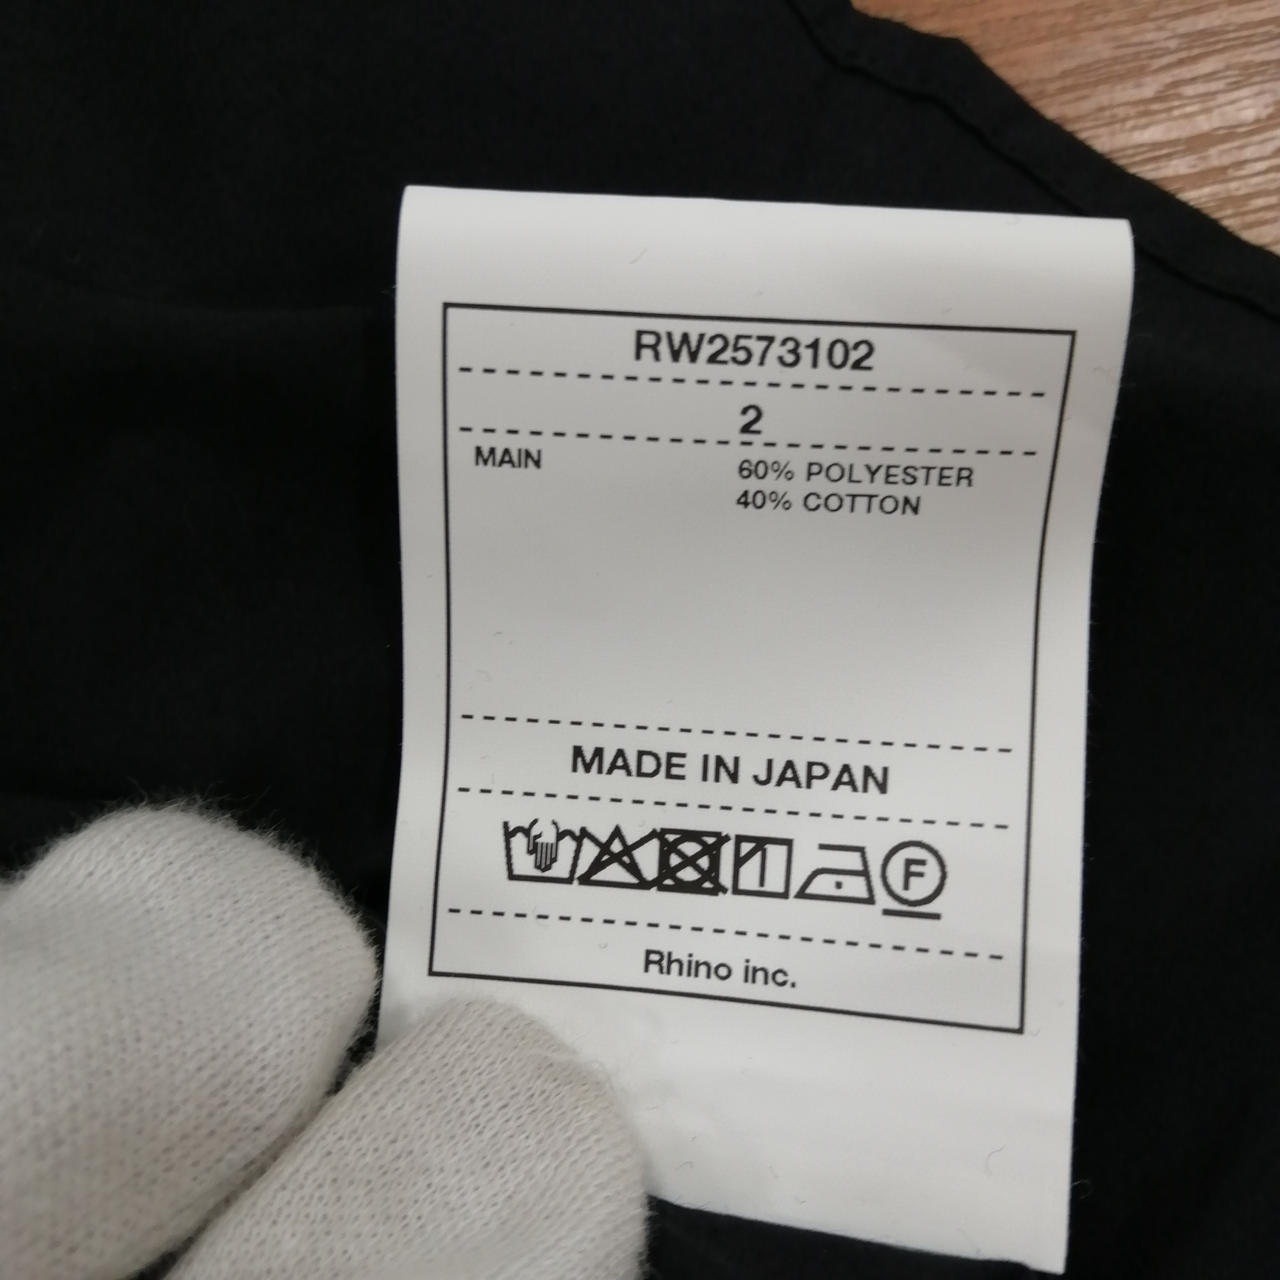 RW2573102
2
MAIN 60% POLYESTER
40% COTTON
MADE IN JAPAN
F
Rhino inc.